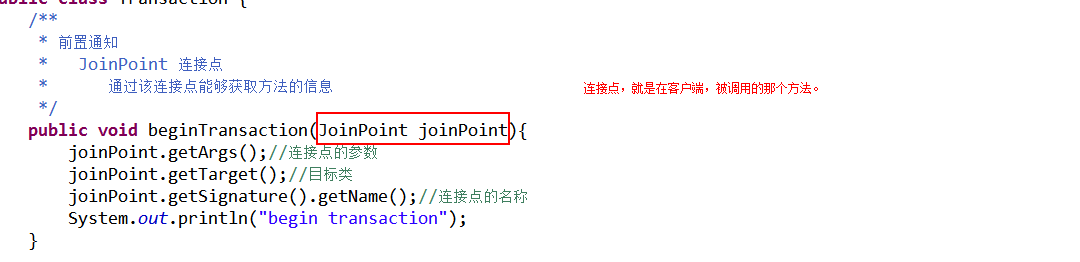 public class Transaction {
/**
* 前置通知
*   JoinPoint 连接点
*      通过该连接点能够获取方法的信息
连接点，就是在客户端，被调用的那个方法。
*/
public void beginTransaction(JoinPoint joinPoint){
joinPoint.getArgs();//连接点的参数
joinPoint.getTarget();//目标类
joinPoint.getSignature().getName();//连接点的名称
System.out.println("begin transaction");
}